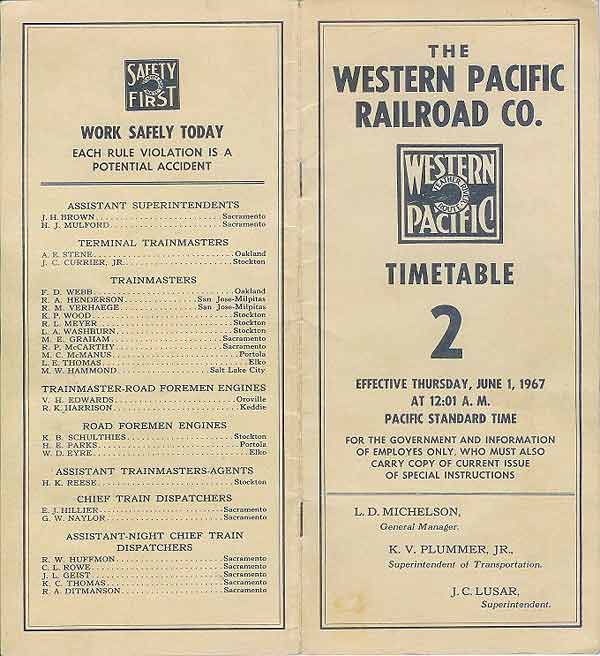 SAFETY
FIRST
WORK SAFELY TODAY
EACH RULE VIOLATION IS A
POTENTIAL ACCIDENT
ASSISTANT SUPERINTENDENTS
J. H. BROWN........................Sacramento
H. J. MULFORD......................Sacramento
TERMINAL TRAINMASTERS
A. E. STENE........................Oakland
J. C. CURRIER, JR..................Stockton
TRAINMASTERS
F. D. WEBB.........................Oakland
R. A. HENDERSON....................San Jose-Milpitas
R. M. VERHAEGE.....................San Jose-Milpitas
K. P. WOOD.........................Stockton
R. L. MEYER........................Stockton
L. A. WASHBURN.....................Stockton
M. E. GRAHAM.......................Sacramento
R. P. McCARTHY.....................Sacramento
M. C. McMANUS......................Portola
L. E. THOMAS.......................Elko
M. W. HAMMOND......................Salt Lake City
TRAINMASTER-ROAD FOREMEN ENGINES
V. H. EDWARDS......................Oroville
R. K. HARRISON.....................Keddie
ROAD FOREMEN ENGINES
K. B. SCHULTHIES...................Stockton
H. E. PARKS........................Portola
W. D. EYRE.........................Elko
ASSISTANT TRAINMASTERS-AGENTS
H. K. REESE........................Stockton
CHIEF TRAIN DISPATCHERS
E. J. HILLIER......................Sacramento
G. W. NAYLOR.......................Sacramento
ASSISTANT-NIGHT CHIEF TRAIN
DISPATCHERS
R. W. HUFFMON......................Sacramento
C. L. ROWE.........................Sacramento
J. L. GEIST........................Sacramento
K. C. THOMAS.......................Sacramento
R. A. DITMANSON....................Sacramento
THE
WESTERN PACIFIC
RAILROAD CO.
WESTERN
FEATHER RIVER
ROUTE
PACIFIC
TIMETABLE
2
EFFECTIVE THURSDAY, JUNE 1, 1967
AT 12:01 A. M.
PACIFIC STANDARD TIME
FOR THE GOVERNMENT AND INFORMATION
OF EMPLOYES ONLY, WHO MUST ALSO
CARRY COPY OF CURRENT ISSUE
OF SPECIAL INSTRUCTIONS
L. D. MICHELSON,
General Manager.
K. V. PLUMMER, JR.,
Superintendent of Transportation.
J. C. LUSAR,
Superintendent.